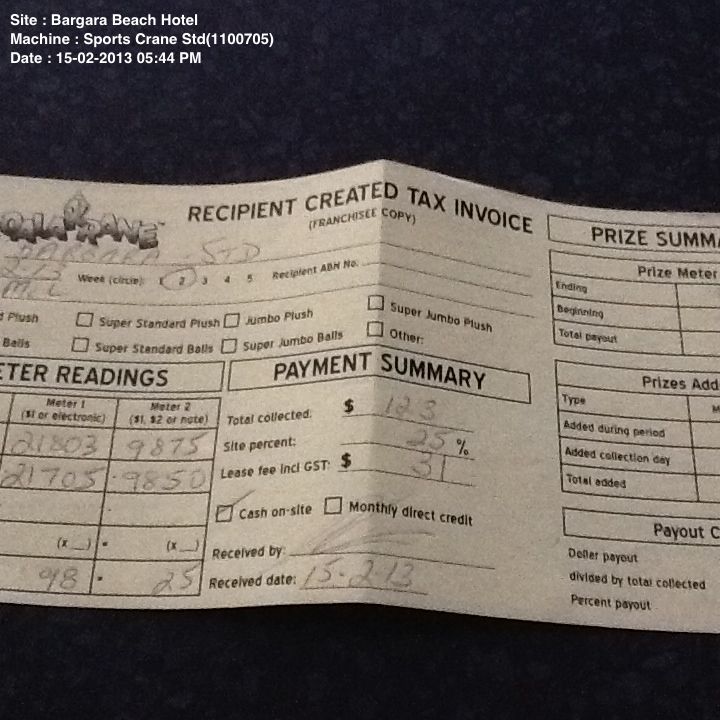 Site : Bargara Beach Hotel
Machine : Sports Crane Std(1100705)
Date : 15-02-2013 05:44 PM
RECIPIENT CREATED TAX INVOICE
(FRANCHISEE COPY)
BARGARA STD
Week (circle): 1 2 3 4 5 Recipient ABN No.
Plush Super Standard Plush Jumbo Plush Super Jumbo Plush
Balls Super Standard Balls Super Jumbo Balls Other:
METER READINGS
Meter 1 Meter 2
($1 or electronic) ($1, $2 or note)
21803 9875
21705 9850
(x __) (x __)
98 25
PAYMENT SUMMARY
Total collected: $ 123
Site percent: 25 %
Lease fee incl GST: $ 31
Cash on-site Monthly direct credit
Received by:
Received date: 15-2-13
PRIZE SUMMA
Prize Meter
Ending
Beginning
Total payout
Prizes Add
Type
Added during period
Added collection day
Total added
Payout C
Doller payout
divided by total collected
Percent payout